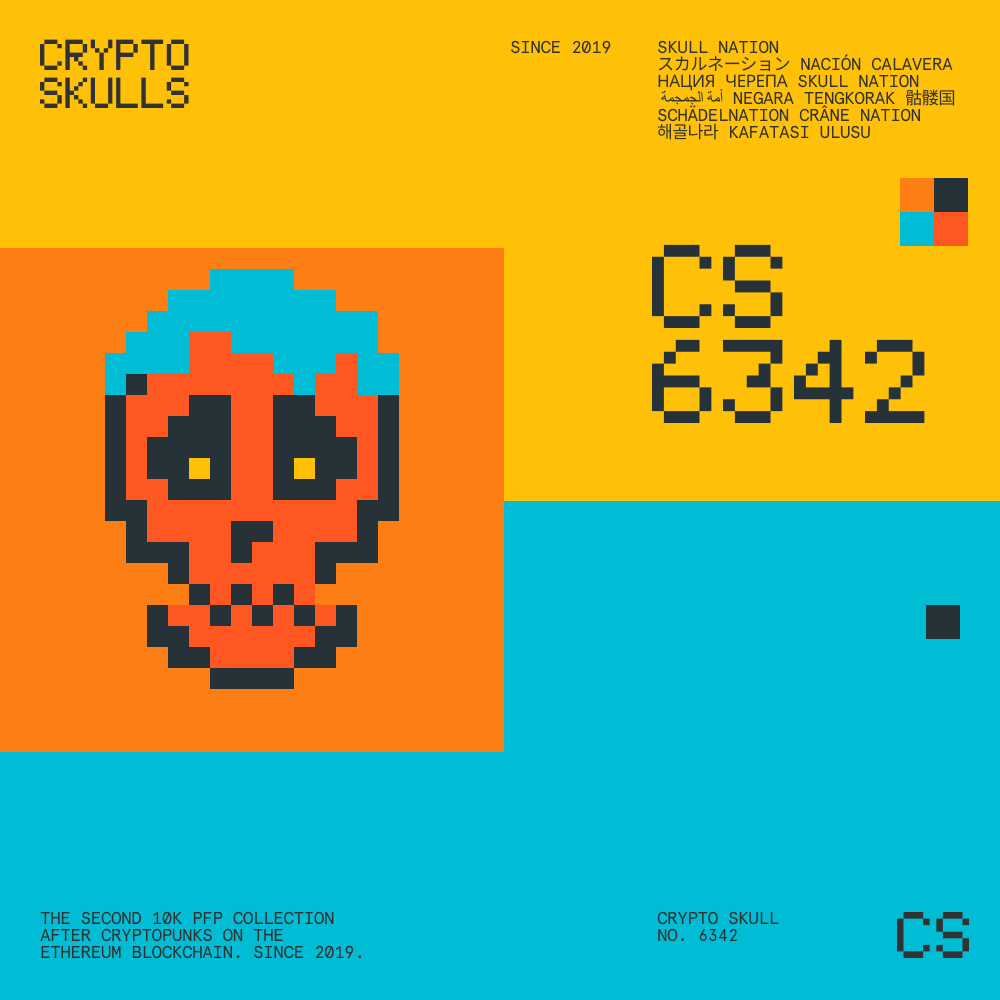 CRYPTO
SKULLS
SINCE 2019
SKULL NATION
スカルネーション NACIÓN CALAVERA
НАЦИЯ ЧЕРЕПА SKULL NATION
أمة الجمجمة NEGARA TENGKORAK 骷髅国
SCHÄDELNATION CRÂNE NATION
해골나라 KAFATASI ULUSU
CS
6342
THE SECOND 10K PFP COLLECTION
AFTER CRYPTOPUNKS ON THE
ETHEREUM BLOCKCHAIN. SINCE 2019.
CRYPTO SKULL
NO. 6342
CS